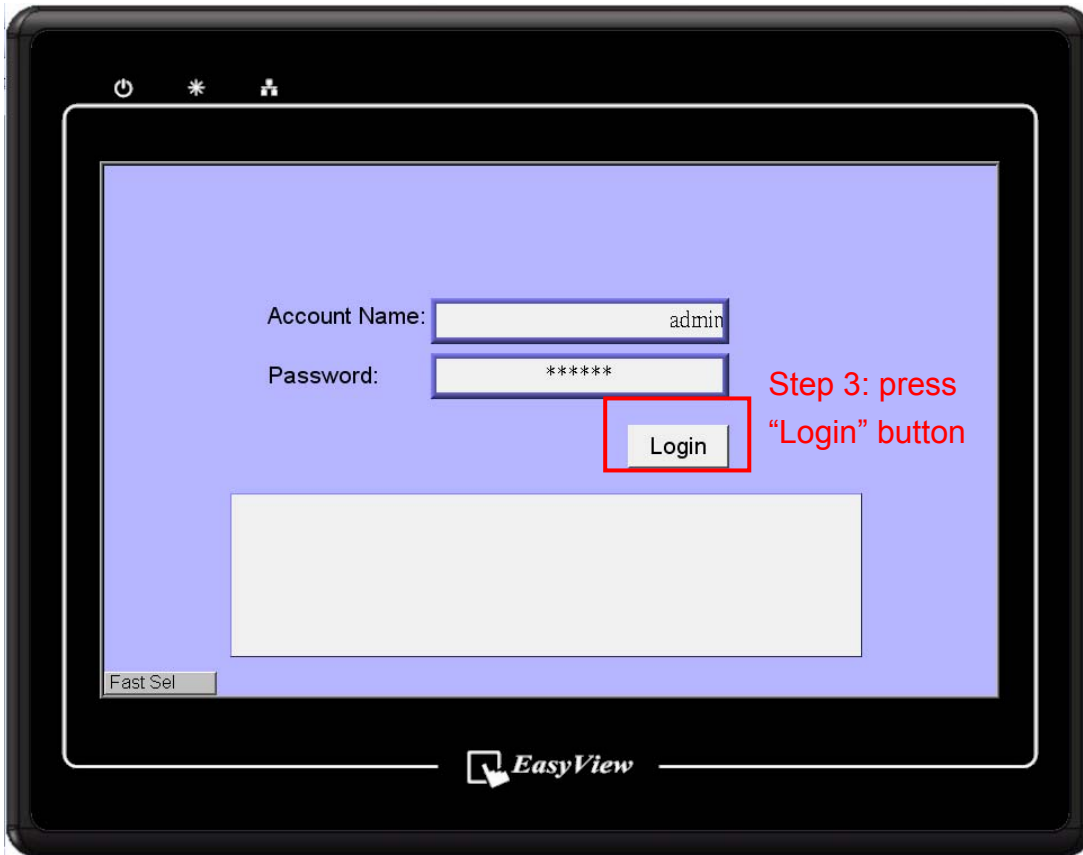 Account Name:
admin
Password:
******
Step 3: press
“Login” button
Login
Fast Sel
EasyView